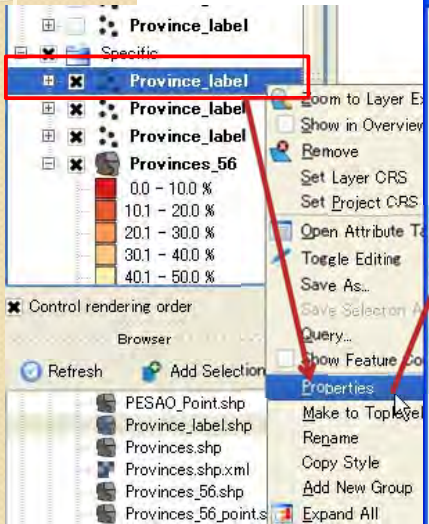 Province_label
Specific
Province_label
Province_label
Province_label
Provinces_56
0.0 - 10.0 %
10.1 - 20.0 %
20.1 - 30.0 %
30.1 - 40.0 %
40.1 - 50.0 %
Control rendering order
Browser
Refresh
Add Selection
PESAO_Point.shp
Province_label.shp
Provinces.shp
Provinces.shp.xml
Provinces_56.shp
Provinces_56_point.s
Zoom to Layer Ex
Show in Overview
Remove
Set Layer CRS
Set Project CRS
Open Attribute Ta
Toggle Editing
Save As...
Save Selection A
Query...
Show Feature Co
Properties
Make to Toplevel
Rename
Copy Style
Add New Group
Expand All